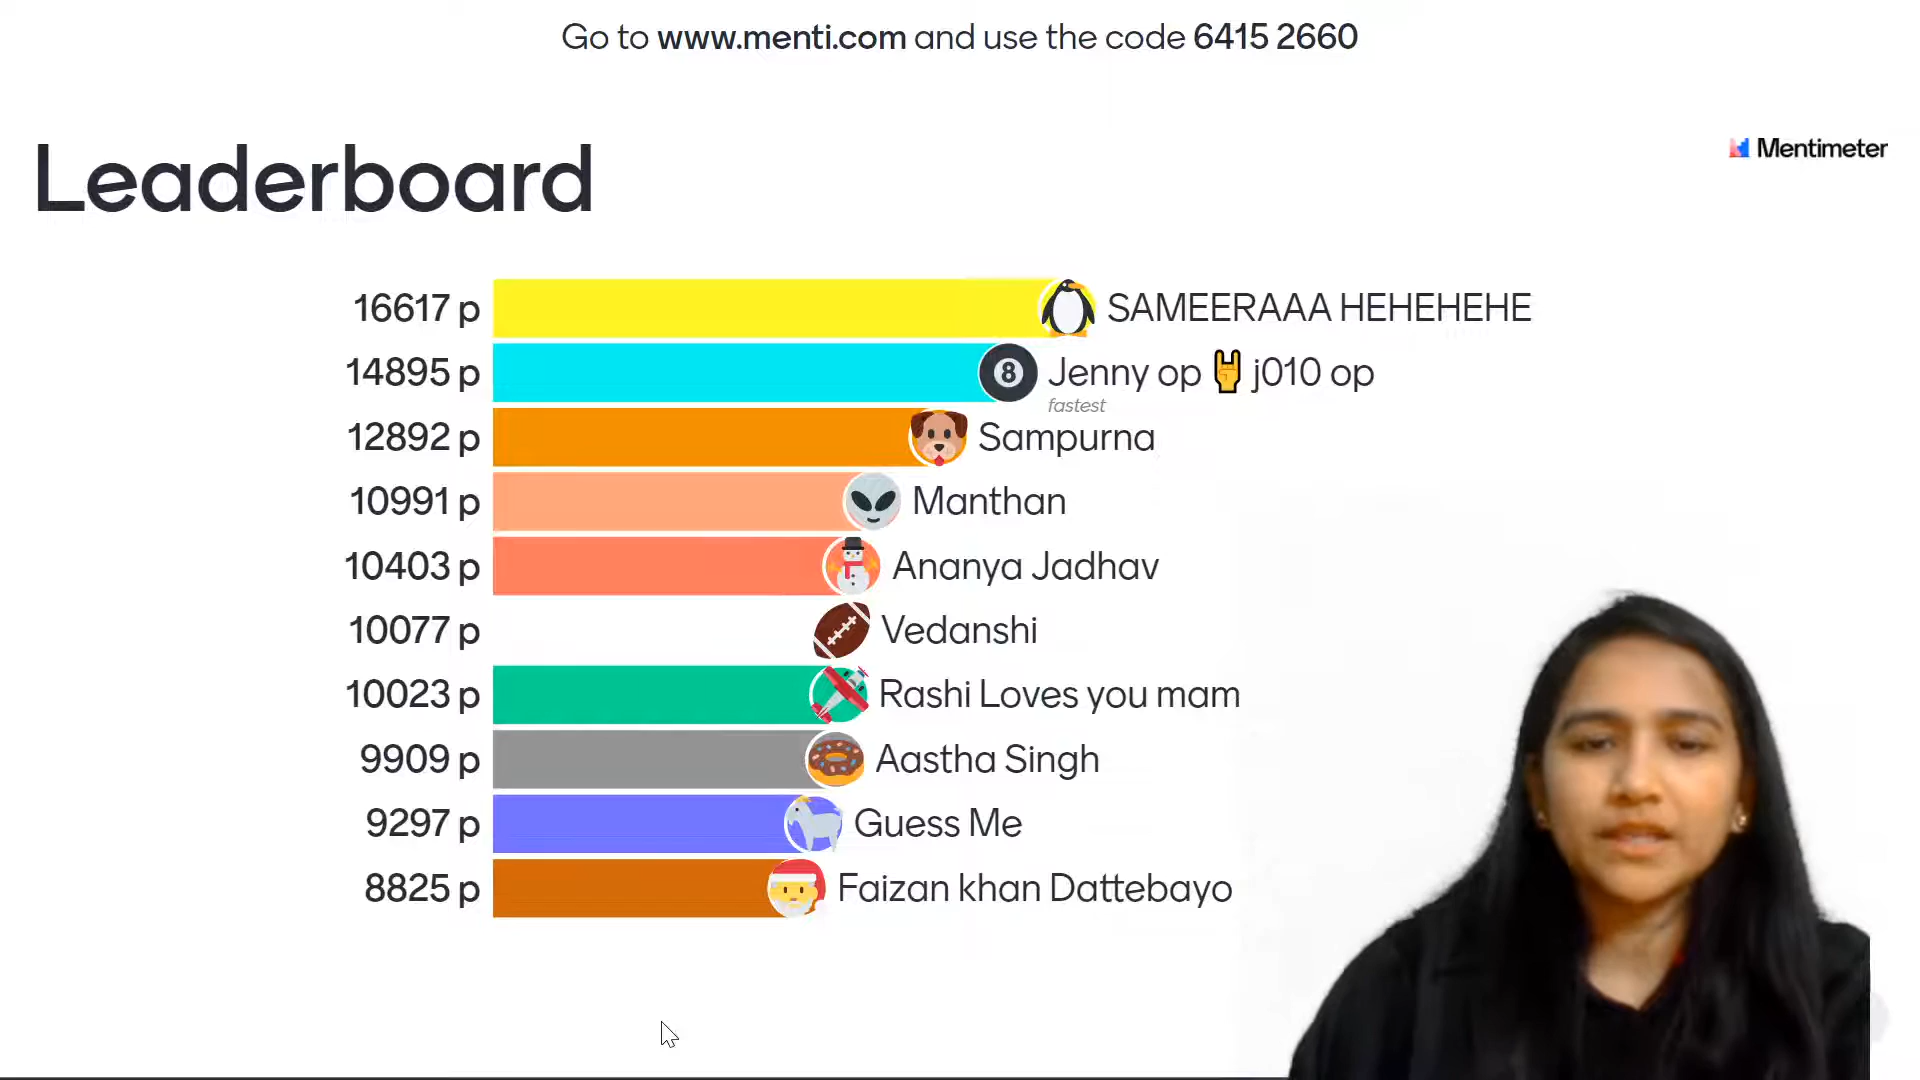 Go to www.menti.com and use the code 6415 2660
Leaderboard
Mentimeter
16617 p SAMEERAAA HEHEHEHE
14895 p 8 Jenny op 🤘 j010 op
fastest
12892 p Sampurna
10991 p Manthan
10403 p Ananya Jadhav
10077 p Vedanshi
10023 p Rashi Loves you mam
9909 p Aastha Singh
9297 p Guess Me
8825 p Faizan khan Dattebayo